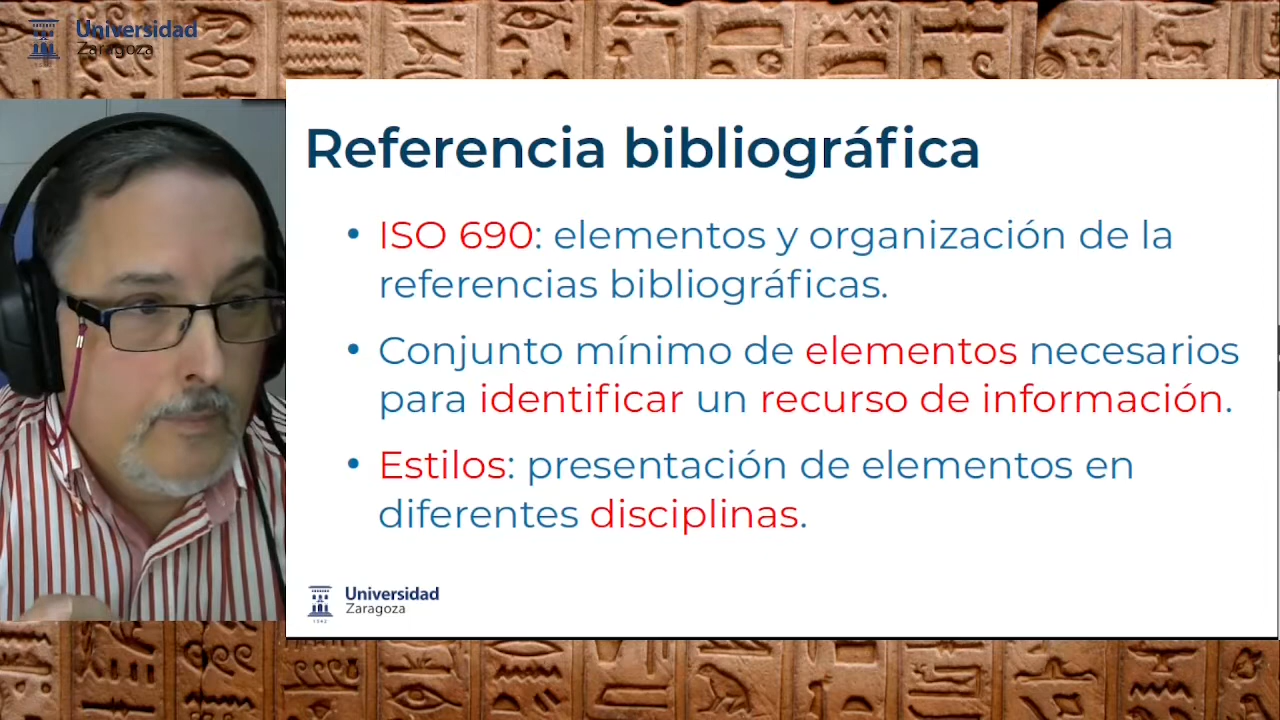 Universidad
Zaragoza
Referencia bibliográfica
• ISO 690: elementos y organización de la
referencias bibliográficas.
• Conjunto mínimo de elementos necesarios
para identificar un recurso de información.
• Estilos: presentación de elementos en
diferentes disciplinas.
Universidad
Zaragoza
1542